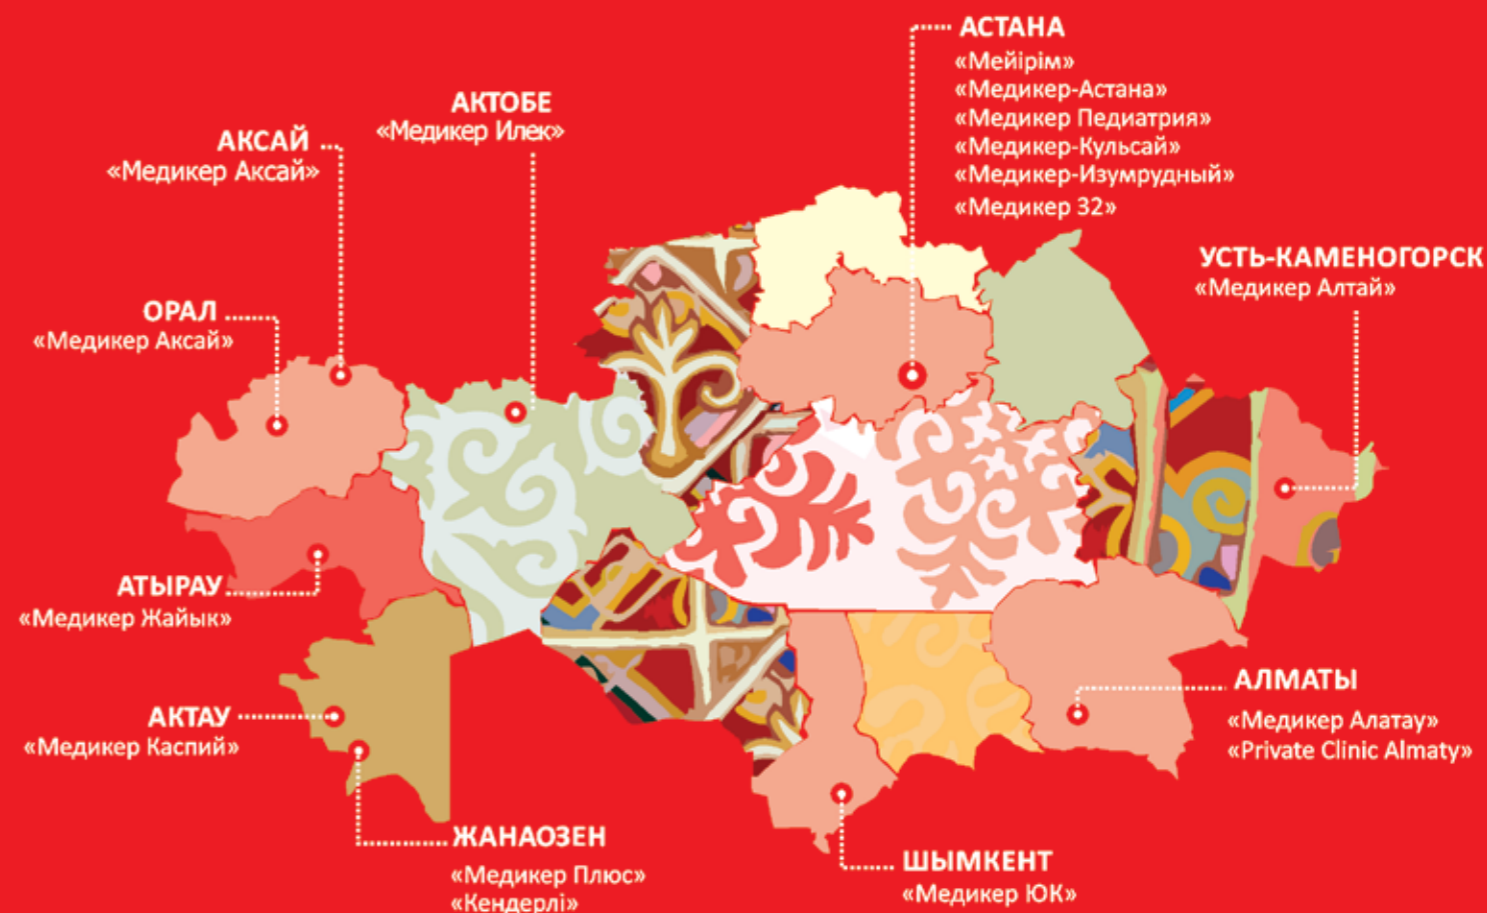 АСТАНА
«Мейірім»
«Медикер-Астана»
«Медикер Педиатрия»
«Медикер-Кульсай»
«Медикер-Изумрудный»
«Медикер 32»
АКТОБЕ
«Медикер Илек»
АКСАЙ
«Медикер Аксай»
УСТЬ-КАМЕНОГОРСК
«Медикер Алтай»
ОРАЛ
«Медикер Аксай»
АТЫРАУ
«Медикер Жайык»
АКТАУ
«Медикер Каспий»
АЛМАТЫ
«Медикер Алатау»
«Private Clinic Almaty»
ЖАНАОЗЕН
«Медикер Плюс»
«Кендерлі»
ШЫМКЕНТ
«Медикер ЮК»